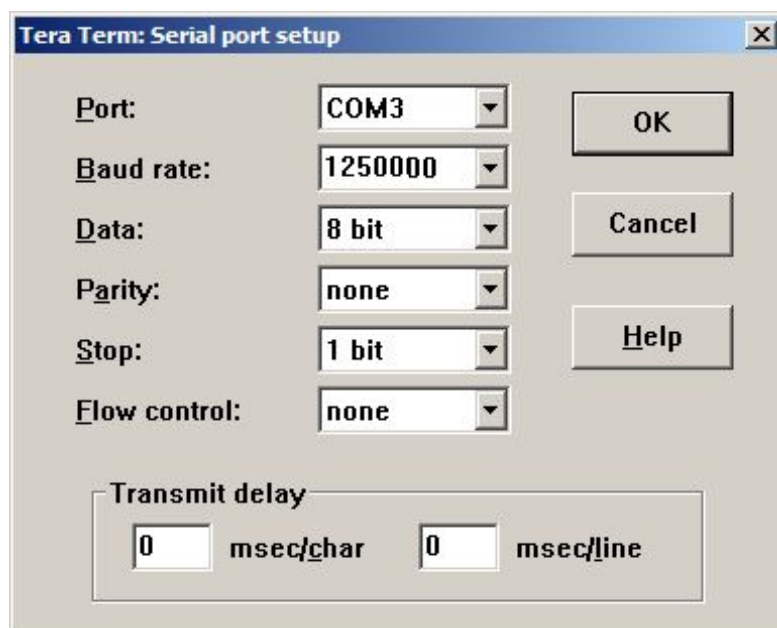 Tera Term: Serial port setup
Port: COM3 OK
Baud rate: 1250000
Data: 8 bit Cancel
Parity: none
Stop: 1 bit Help
Flow control: none
Transmit delay
0 msec/char 0 msec/line